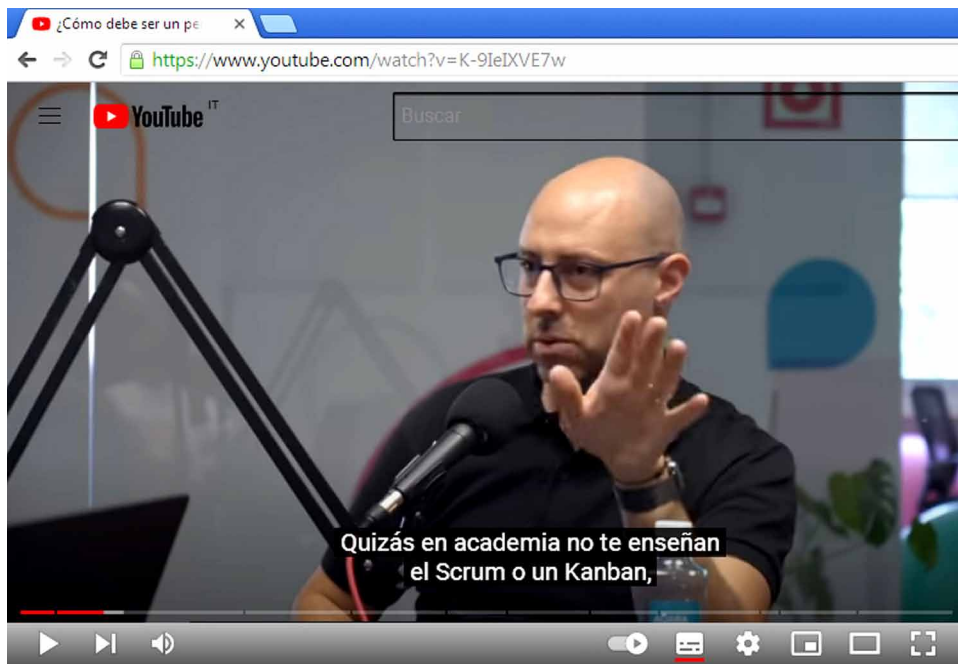 ¿Cómo debe ser un pe
https://www.youtube.com/watch?v=K-9IeIXVE7w
YouTube IT
Buscar
Quizás en academia no te enseñan
el Scrum o un Kanban,